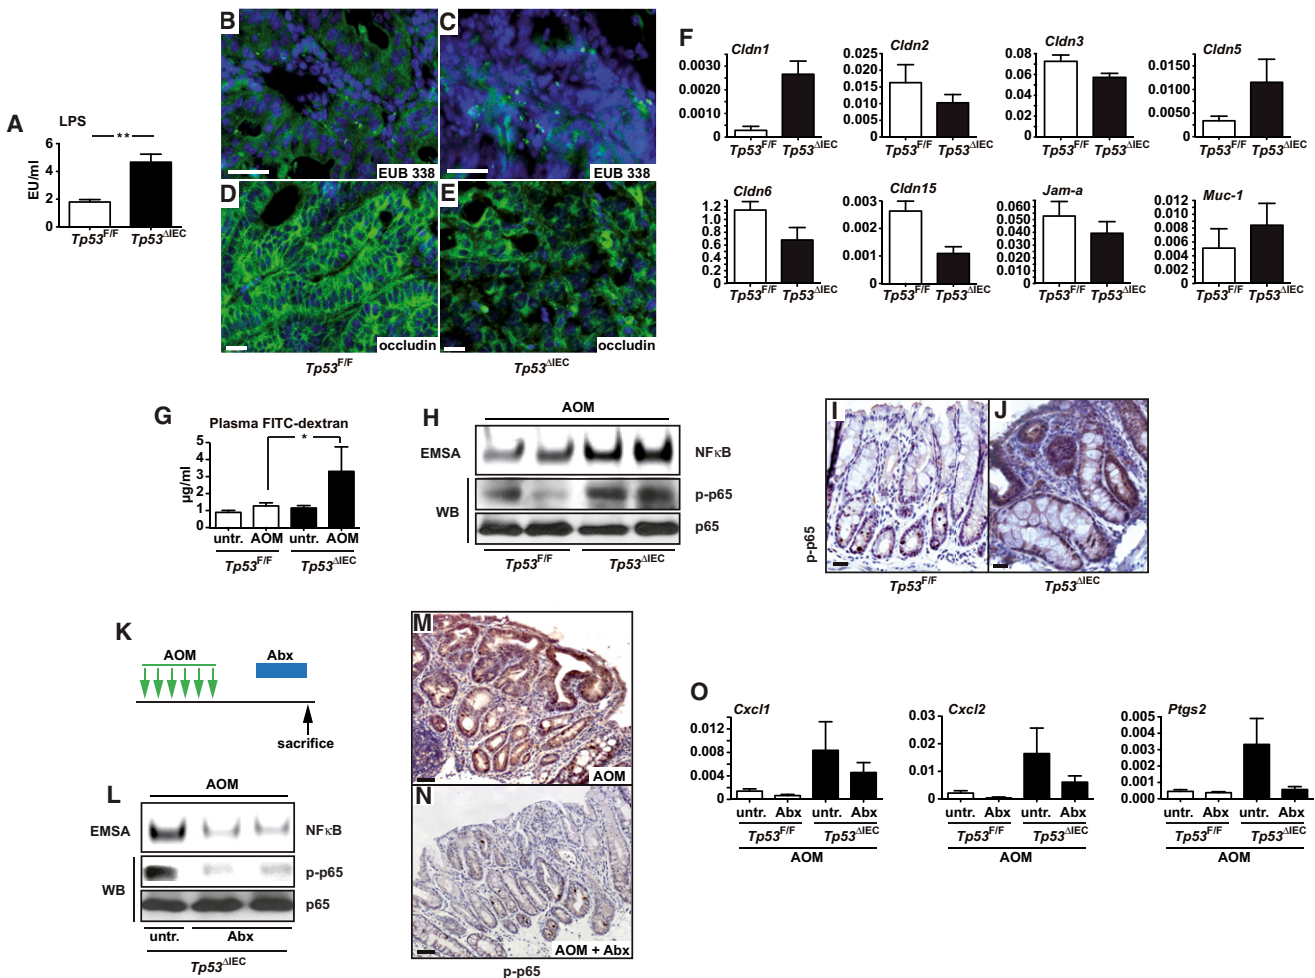 A
LPS
**
EU/ml
6
4
2
0
Tp53F/F Tp53ΔIEC
B
EUB 338
C
EUB 338
D
occludin
E
occludin
Tp53F/F
Tp53ΔIEC
F
Cldn1
0.0030
0.0020
0.0010
0
Tp53F/F Tp53ΔIEC
Cldn2
0.025
0.020
0.015
0.010
0.005
0
Tp53F/F Tp53ΔIEC
Cldn3
0.08
0.06
0.04
0.02
0
Tp53F/F Tp53ΔIEC
Cldn5
0.0150
0.0100
0.0050
0
Tp53F/F Tp53ΔIEC
Cldn6
1.2
1.0
0.8
0.6
0.4
0.2
0
Tp53F/F Tp53ΔIEC
Cldn15
0.003
0.002
0.001
0
Tp53F/F Tp53ΔIEC
Jam-a
0.060
0.050
0.040
0.030
0.020
0.010
0.000
Tp53F/F Tp53ΔIEC
Muc-1
0.012
0.010
0.008
0.006
0.004
0.002
0.000
Tp53F/F Tp53ΔIEC
G
Plasma FITC-dextran
*
µg/ml
5
4
3
2
1
0
untr. AOM untr. AOM
Tp53F/F Tp53ΔIEC
H
AOM
EMSA NFκB
WB
p-p65
p65
Tp53F/F Tp53ΔIEC
I
J
p-p65
Tp53F/F Tp53ΔIEC
K
AOM Abx
sacrifice
L
AOM
EMSA NFκB
WB
p-p65
p65
untr. Abx
Tp53ΔIEC
M
AOM
N
AOM + Abx
p-p65
O
Cxcl1
0.012
0.008
0.004
0
untr. Abx untr. Abx
Tp53F/F Tp53ΔIEC
AOM
Cxcl2
0.03
0.02
0.01
0
untr. Abx untr. Abx
Tp53F/F Tp53ΔIEC
AOM
Ptgs2
0.005
0.004
0.003
0.002
0.001
0.000
untr. Abx untr. Abx
Tp53F/F Tp53ΔIEC
AOM